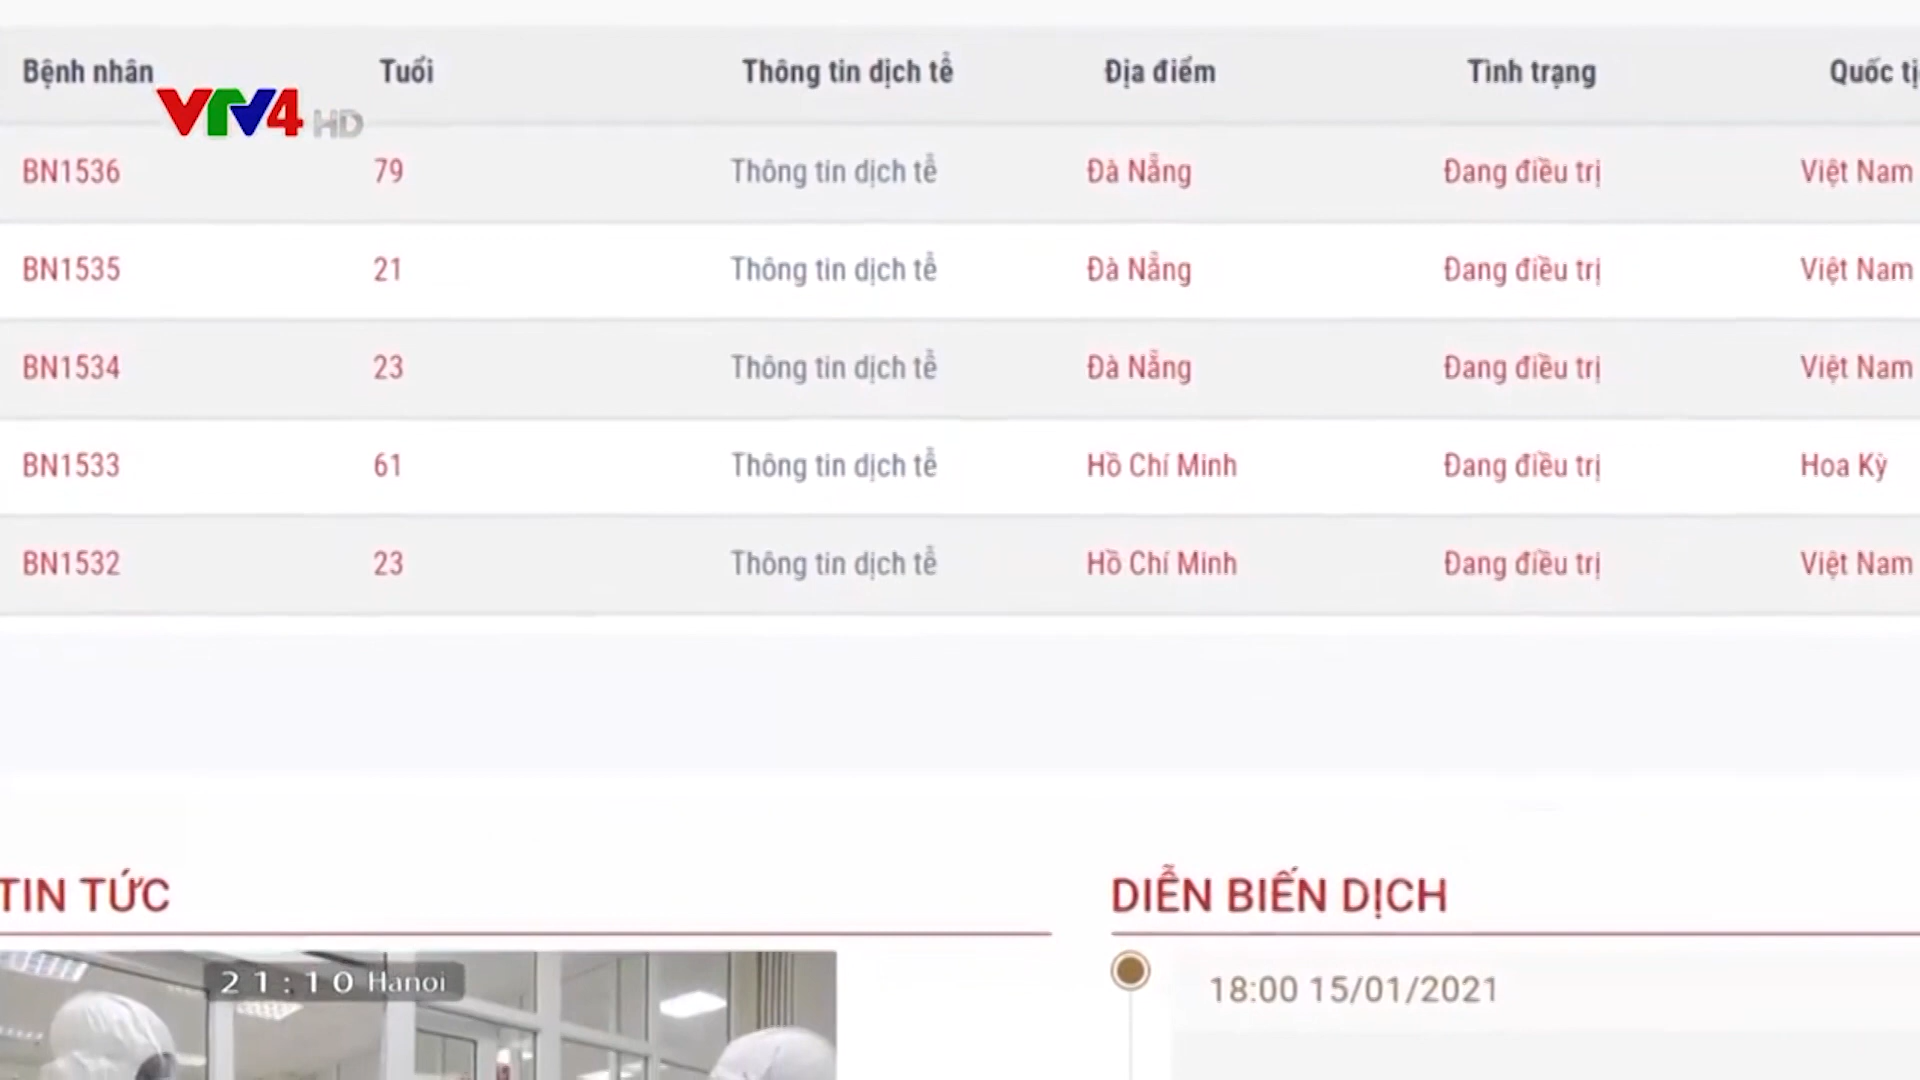 Bệnh nhân Tuổi Thông tin dịch tễ Địa điểm Tình trạng Quốc
VTV4 HD
BN1536 79 Thông tin dịch tễ Đà Nẵng Đang điều trị Việt Nam
BN1535 21 Thông tin dịch tễ Đà Nẵng Đang điều trị Việt Nam
BN1534 23 Thông tin dịch tễ Đà Nẵng Đang điều trị Việt Nam
BN1533 61 Thông tin dịch tễ Hồ Chí Minh Đang điều trị Hoa Kỳ
BN1532 23 Thông tin dịch tễ Hồ Chí Minh Đang điều trị Việt Nam
TIN TỨC
DIỄN BIẾN DỊCH
21:10 Hanoi
18:00 15/01/2021